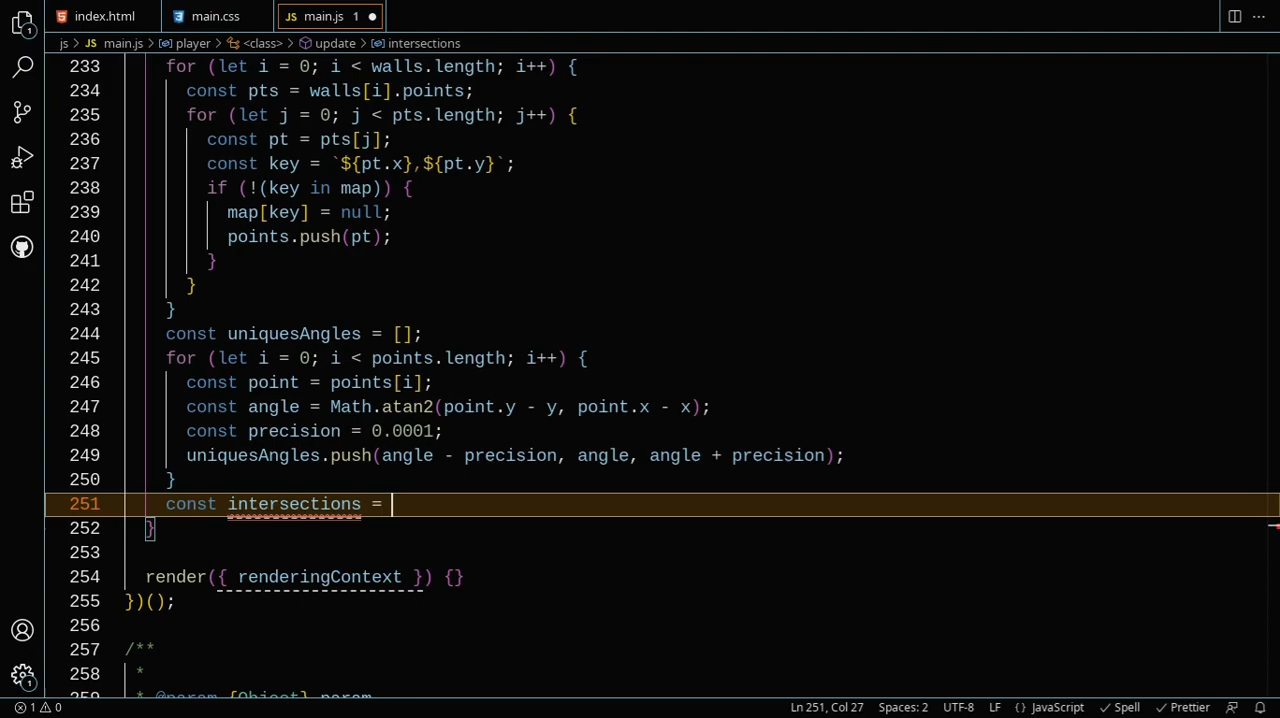 index.html
main.css
main.js 1
js > main.js > player > <class> > update > intersections
233 for (let i = 0; i < walls.length; i++) {
234 const pts = walls[i].points;
235 for (let j = 0; j < pts.length; j++) {
236 const pt = pts[j];
237 const key = `${pt.x},${pt.y}`;
238 if (!(key in map)) {
239 map[key] = null;
240 points.push(pt);
241 }
242 }
243 }
244 const uniquesAngles = [];
245 for (let i = 0; i < points.length; i++) {
246 const point = points[i];
247 const angle = Math.atan2(point.y - y, point.x - x);
248 const precision = 0.0001;
249 uniquesAngles.push(angle - precision, angle, angle + precision);
250 }
251 const intersections =
252 }
253
254 render({ renderingContext }) {}
255 })();
256
257 /**
258 *
259 * @param {Object} param
1 0
Ln 251, Col 27
Spaces: 2
UTF-8
LF
{} JavaScript
Spell
Prettier